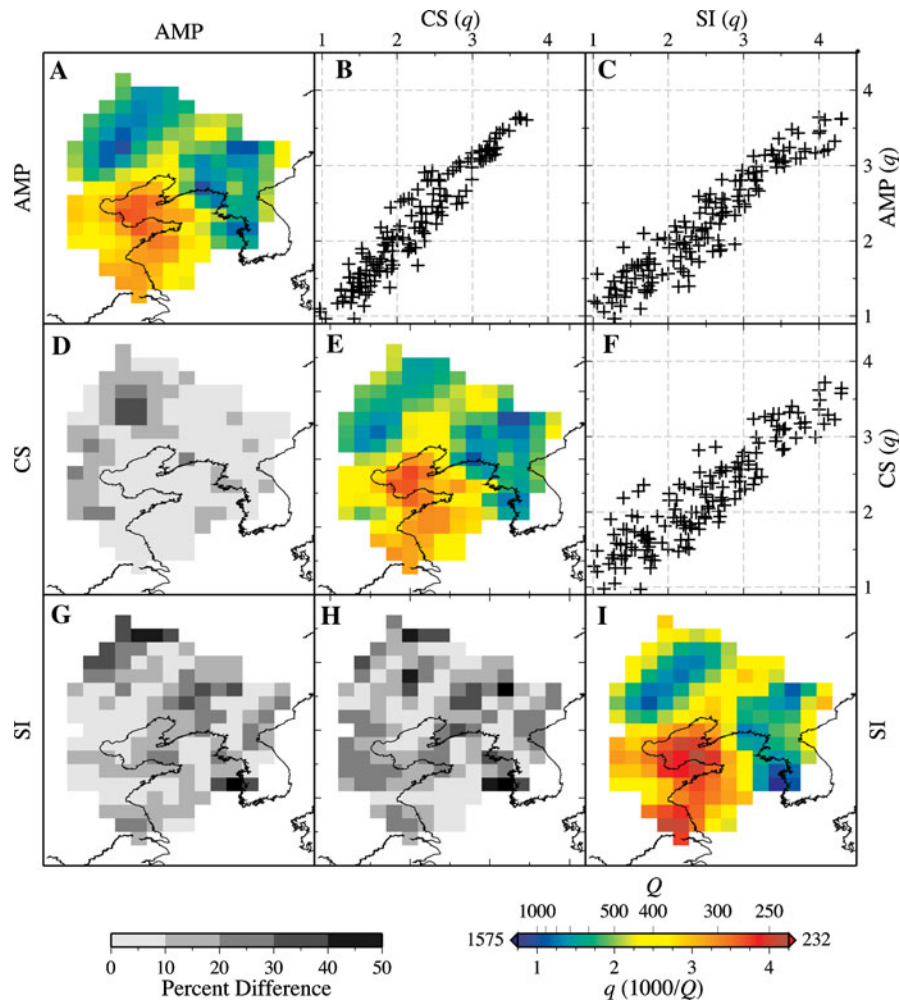 AMP CS (q) SI (q)
1 2 3 4 1 2 3 4
A B C
AMP
4
3
2
1
AMP (q)
D E F
CS
4
3
2
1
CS (q)
G H I
SI
SI
Q
1000 500 400 300 250
1575 232
0 10 20 30 40 50
1 2 3 4
Percent Difference
q (1000/Q)